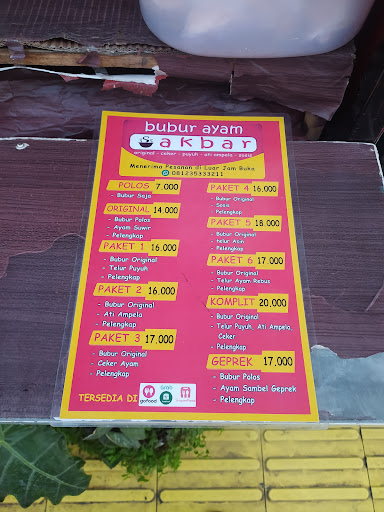 bubur ayam
akbar
original - ceker - puyuh - ati ampela - sosis
Menerima Pesanan di Luar Jam Buka
081235333211
POLOS 7.000
- Bubur Saja
ORIGINAL 14.000
- Bubur Polos
- Ayam Suwir
- Pelengkap
PAKET 1 16.000
- Bubur Original
- Telur Puyuh
- Pelengkap
PAKET 2 16.000
- Bubur Original
- Ati Ampela
- Pelengkap
PAKET 3 17,000
- Bubur Original
- Ceker Ayam
- Pelengkap
TERSEDIA DI
gofood
Grab
PAKET 4 16.000
- Bubur Original
- Sosis
- Pelengkap
PAKET 5 18.000
- Bubur Original
- telur Asin
- Pelengkap
PAKET 6 17.000
- Bubur Original
- Telur Ayam Rebus
- Pelengkap
KOMPLIT 20,000
- Bubur Original
- Telur Puyuh, Ati Ampela,
Ceker
- Pelengkap
GEPREK 17,000
- Bubur Polos
- Ayam Sambel Geprek
- Pelengkap